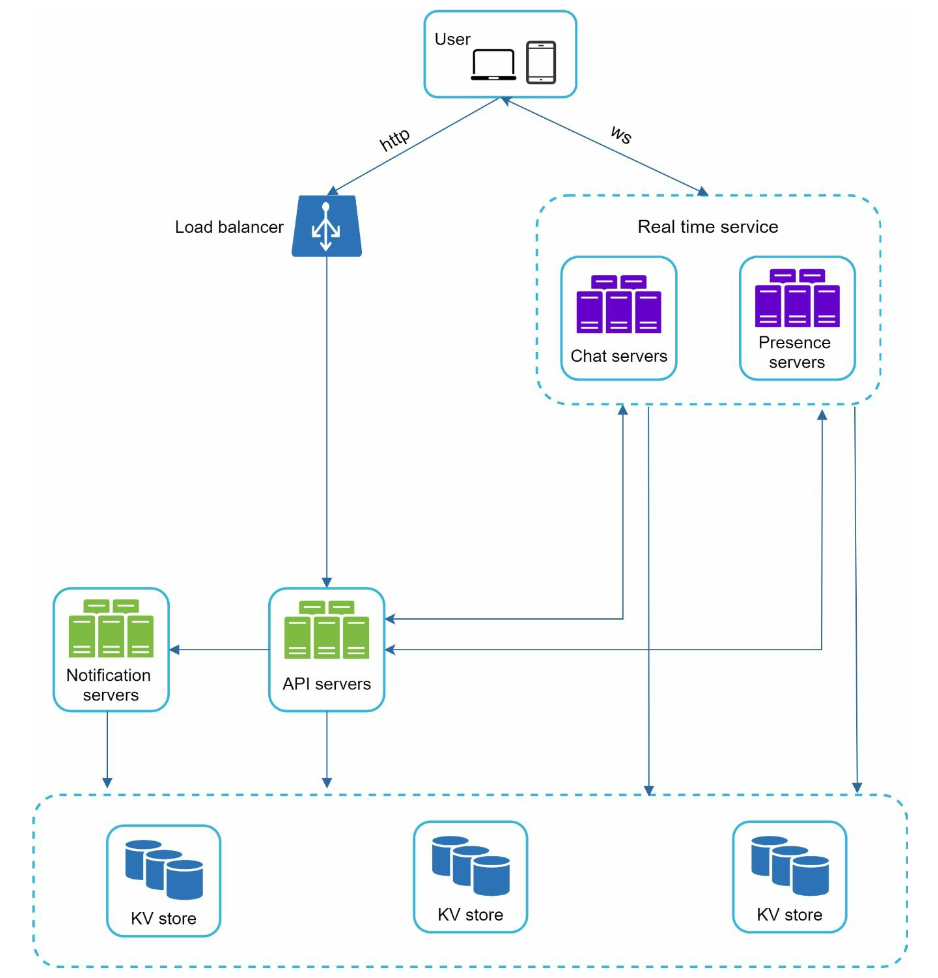 User
http
ws
Load balancer
Real time service
Chat servers
Presence
servers
Notification
servers
API servers
KV store
KV store
KV store